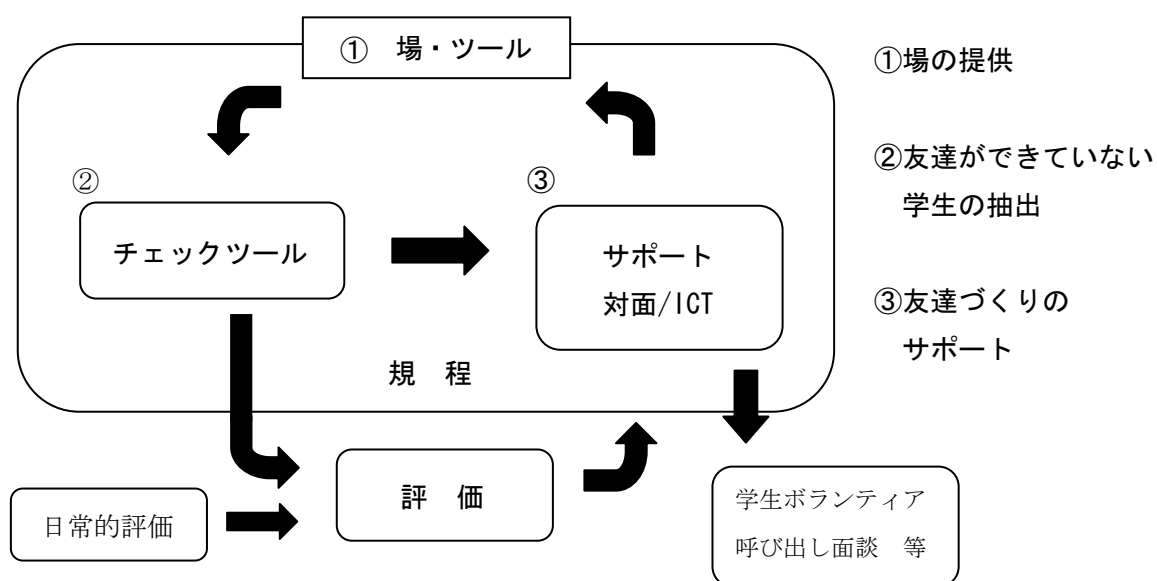 ① 場・ツール
②
チェックツール
③
サポート
対面/ICT
規 程
日常的評価
評 価
学生ボランティア
呼び出し面談 等
①場の提供
②友達ができていない
学生の抽出
③友達づくりの
サポート